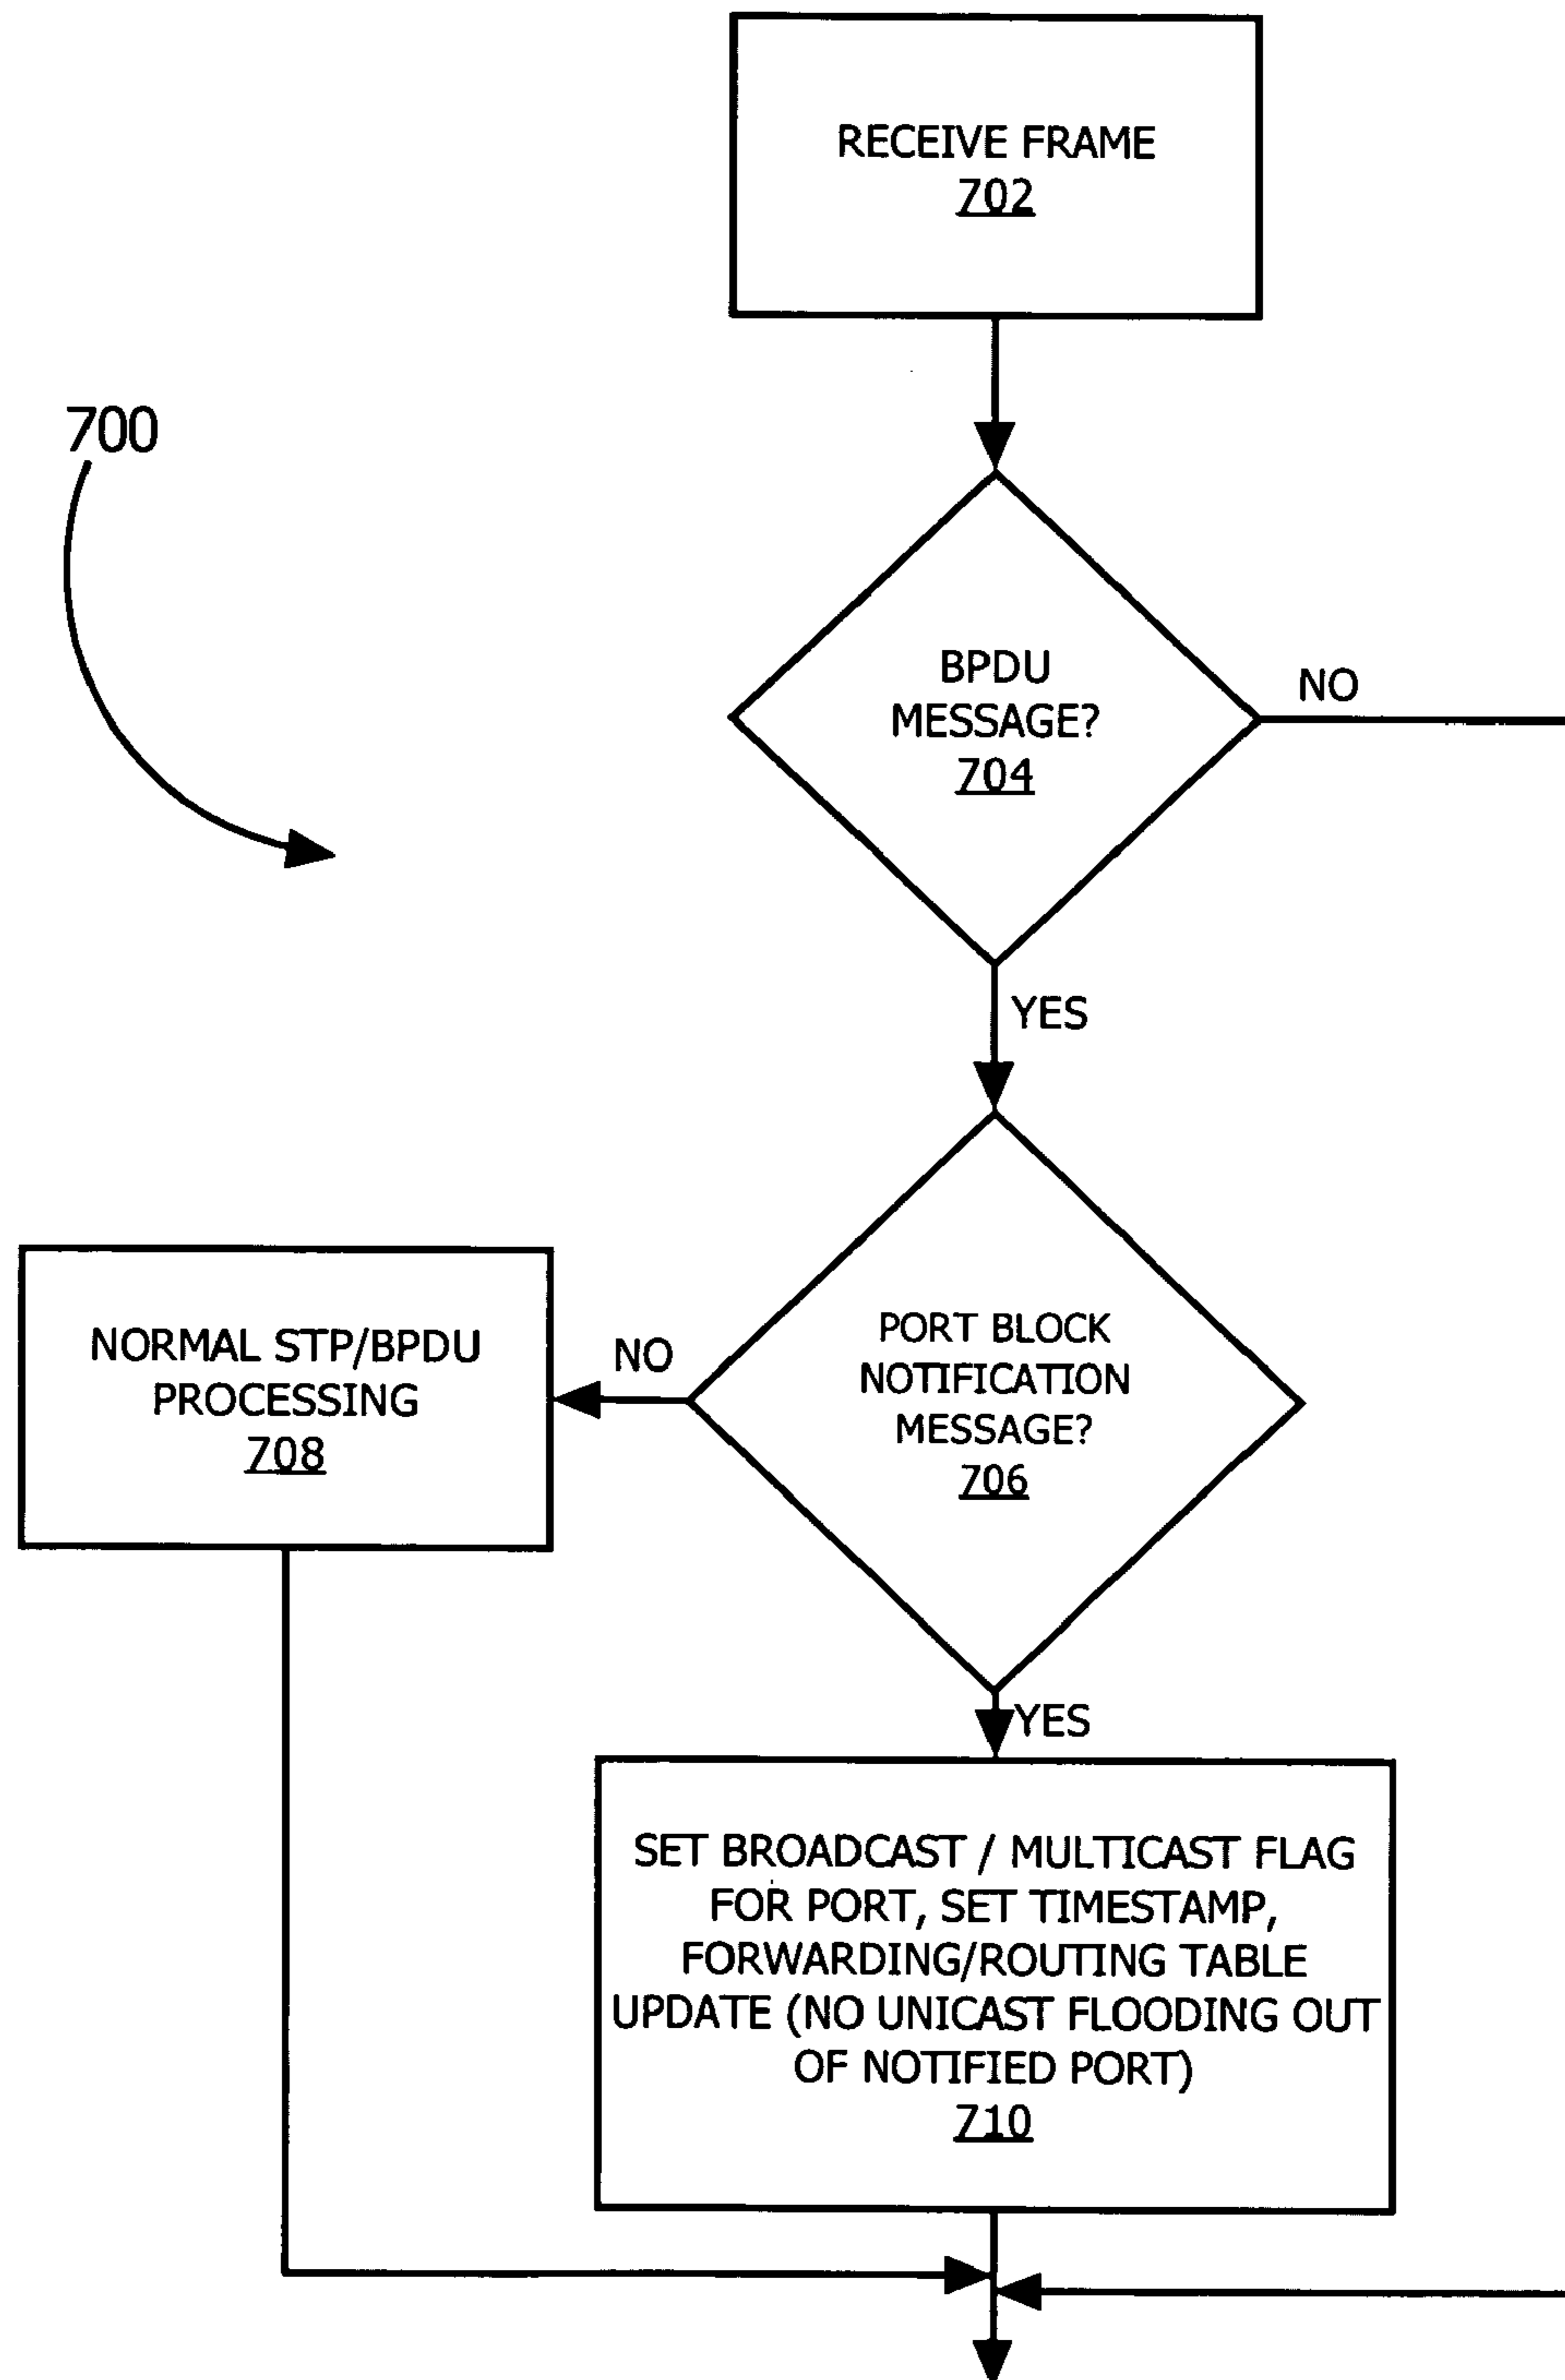 RECEIVE FRAME
702
700
BPDU
MESSAGE?
704
NO
YES
PORT BLOCK
NOTIFICATION
MESSAGE?
706
NO
NORMAL STP/BPDU
PROCESSING
708
YES
SET BROADCAST / MULTICAST FLAG
FOR PORT, SET TIMESTAMP,
FORWARDING/ROUTING TABLE
UPDATE (NO UNICAST FLOODING OUT
OF NOTIFIED PORT)
710